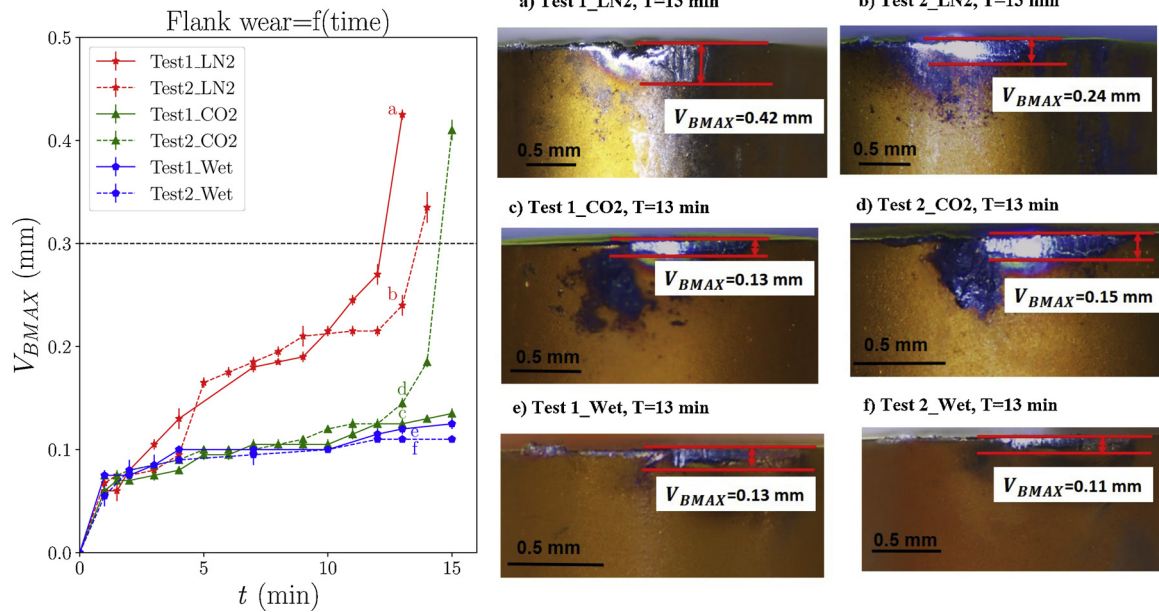 Flank wear=f(time)
0.5
0.4
0.3
0.2
0.1
0.0
V_BMAX (mm)
Test1_LN2
Test2_LN2
Test1_CO2
Test2_CO2
Test1_Wet
Test2_Wet
a
b
d
c
e
f
0
5
10
15
t (min)
a) Test 1_LN2, T=13 min
V_BMAX=0.42 mm
0.5 mm
b) Test 2_LN2, T=13 min
V_BMAX=0.24 mm
0.5 mm
c) Test 1_CO2, T=13 min
V_BMAX=0.13 mm
0.5 mm
d) Test 2_CO2, T=13 min
V_BMAX=0.15 mm
0.5 mm
e) Test 1_Wet, T=13 min
V_BMAX=0.13 mm
0.5 mm
f) Test 2_Wet, T=13 min
V_BMAX=0.11 mm
0.5 mm